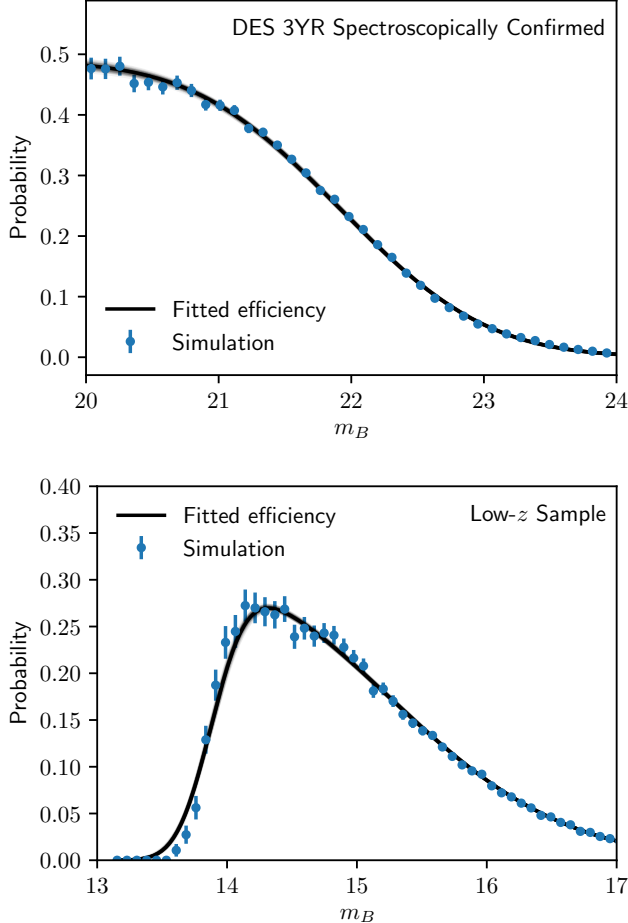 DES 3YR Spectroscopically Confirmed
0.5
0.4
0.3
0.2
0.1
0.0
Probability
Fitted efficiency
Simulation
20 21 22 23 24
m_B
0.40
0.35
0.30
0.25
0.20
0.15
0.10
0.05
0.00
Probability
Fitted efficiency
Simulation
Low-z Sample
13 14 15 16 17
m_B